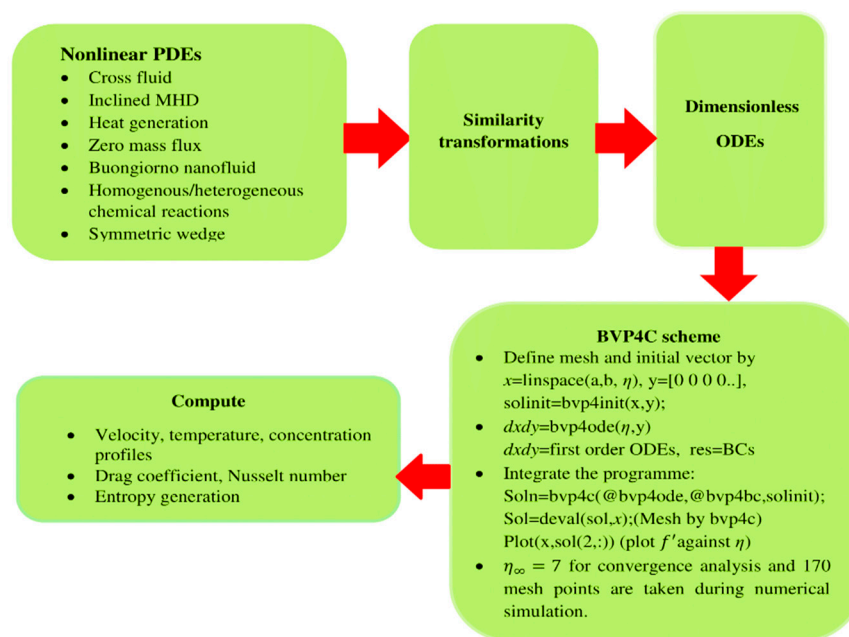 Nonlinear PDEs
• Cross fluid
• Inclined MHD
• Heat generation
• Zero mass flux
• Buongiorno nanofluid
• Homogenous/heterogeneous
chemical reactions
• Symmetric wedge
Similarity
transformations
Dimensionless
ODEs
BVP4C scheme
• Define mesh and initial vector by
x=linspace(a,b, η), y=[0 0 0 0..],
solinit=bvp4init(x,y);
• dxdy=bvp4ode(η,y)
dxdy=first order ODEs, res=BCs
• Integrate the programme:
Soln=bvp4c(@bvp4ode,@bvp4bc,solinit);
Sol=deval(sol,x);(Mesh by bvp4c)
Plot(x,sol(2,:)) (plot f′against η)
• η∞ = 7 for convergence analysis and 170
mesh points are taken during numerical
simulation.
Compute
• Velocity, temperature, concentration
profiles
• Drag coefficient, Nusselt number
• Entropy generation